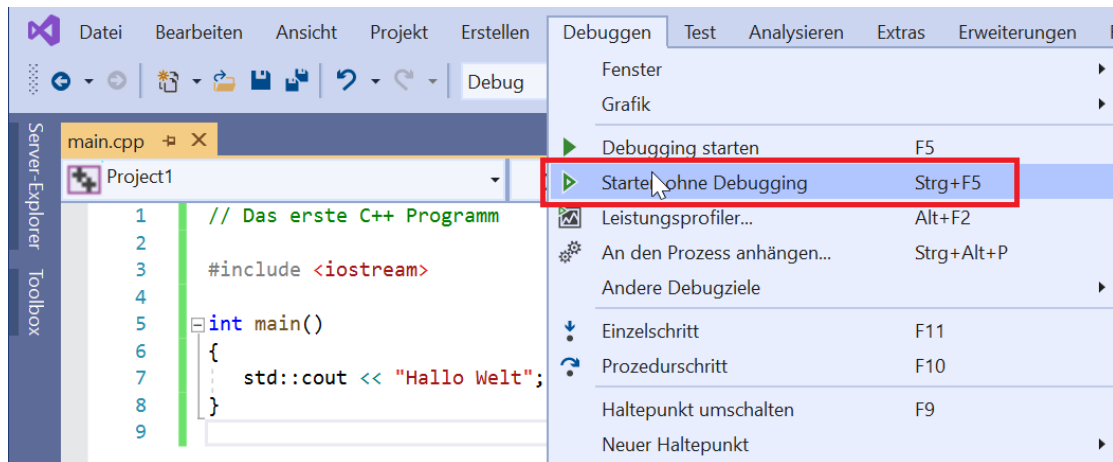 Datei Bearbeiten Ansicht Projekt Erstellen Debuggen Test Analysieren Extras Erweiterungen
Debug
Server-Explorer
Toolbox
main.cpp
Project1
1 // Das erste C++ Programm
2
3 #include <iostream>
4
5 int main()
6 {
7 std::cout << "Hallo Welt";
8 }
9
Fenster
Grafik
Debugging starten F5
Starten ohne Debugging Strg+F5
Leistungsprofiler... Alt+F2
An den Prozess anhängen... Strg+Alt+P
Andere Debugziele
Einzelschritt F11
Prozedurschritt F10
Haltepunkt umschalten F9
Neuer Haltepunkt